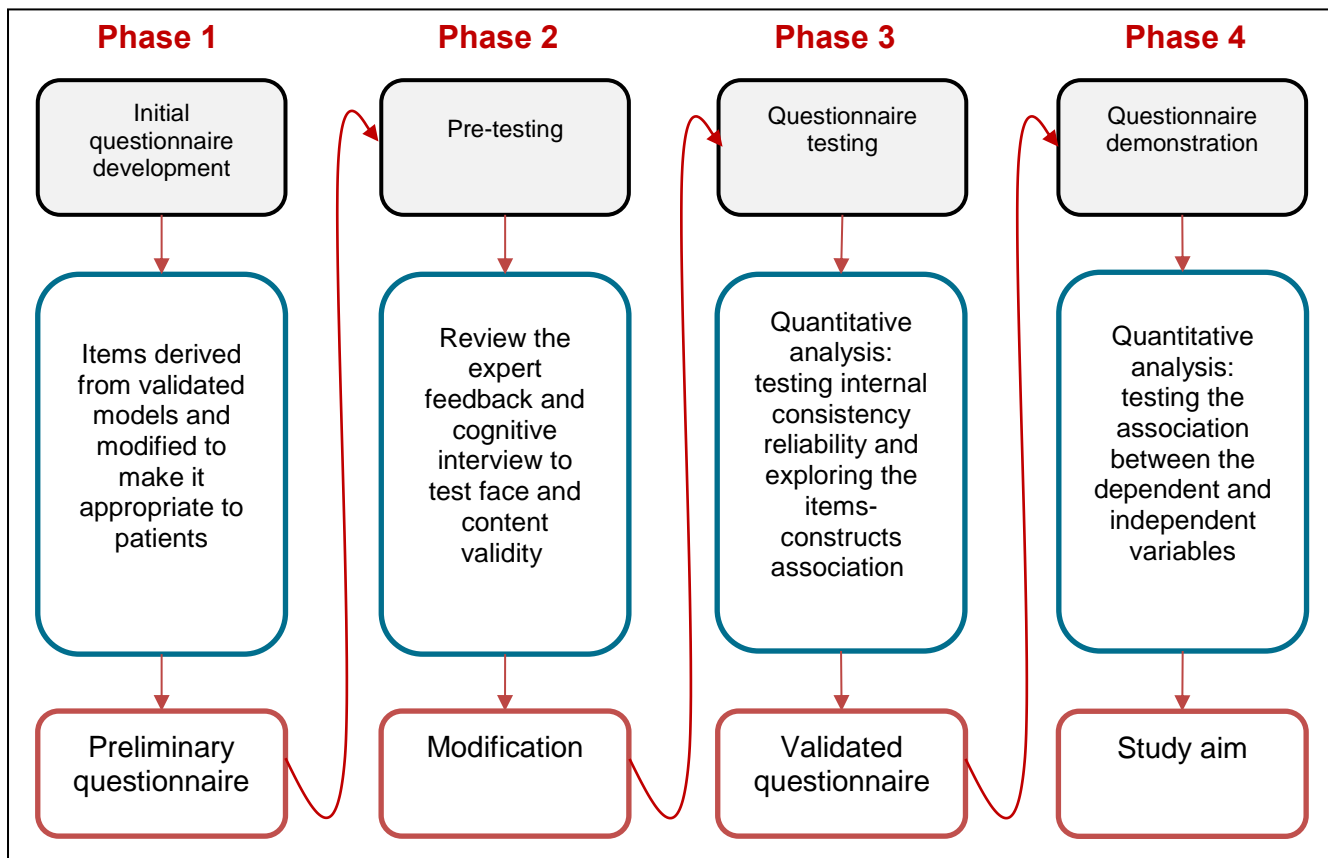 Phase 1
Initial
questionnaire
development
Items derived
from validated
models and
modified to
make it
appropriate to
patients
Preliminary
questionnaire
Phase 2
Pre-testing
Review the
expert
feedback and
cognitive
interview to
test face and
content
validity
Modification
Phase 3
Questionnaire
testing
Quantitative
analysis:
testing internal
consistency
reliability and
exploring the
items-
constructs
association
Validated
questionnaire
Phase 4
Questionnaire
demonstration
Quantitative
analysis:
testing the
association
between the
dependent and
independent
variables
Study aim